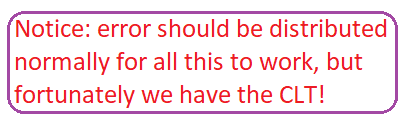 Notice: error should be distributed
normally for all this to work, but
fortunately we have the CLT!